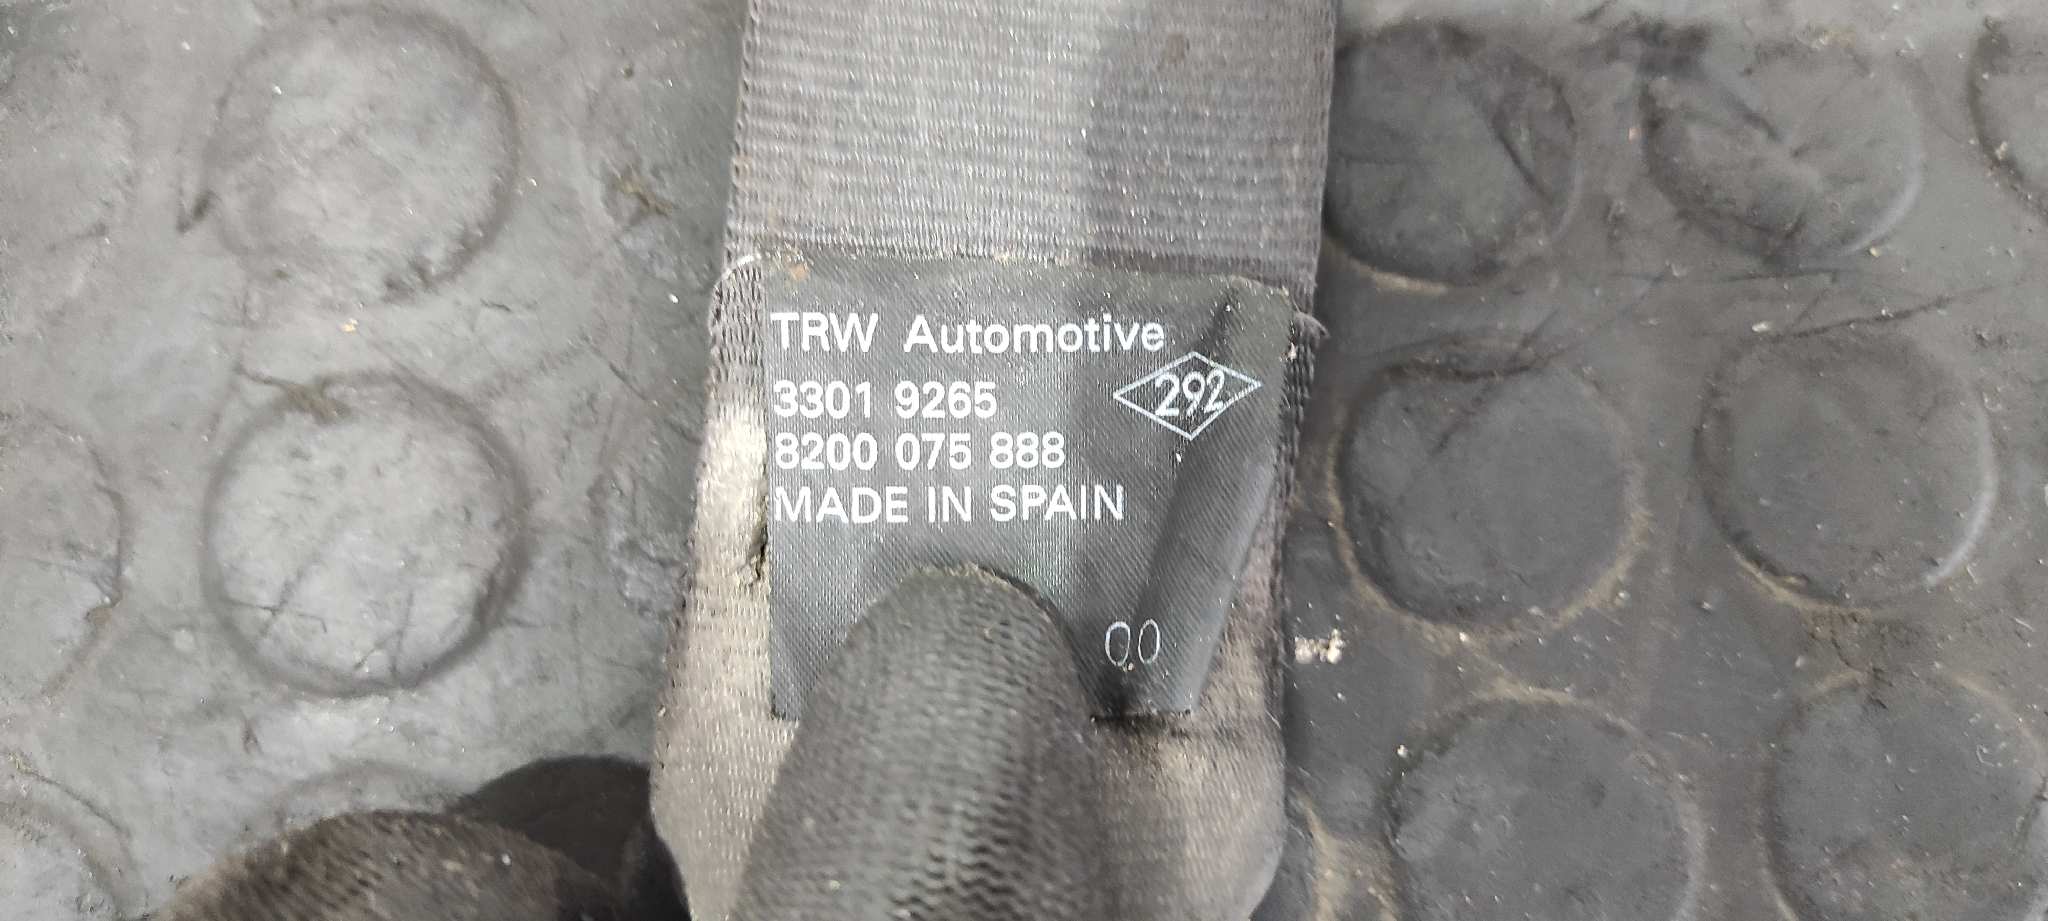 TRW Automotive
292
3301 9265
8200 075 888
MADE IN SPAIN
00